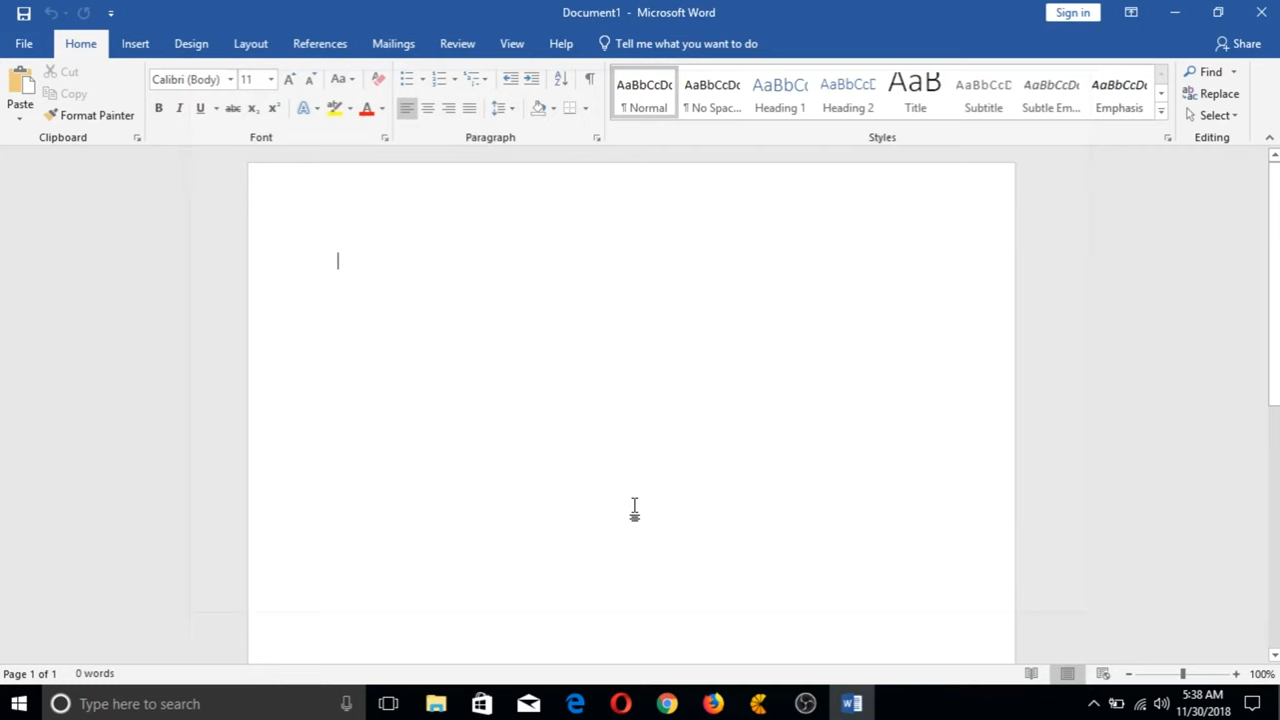 Document1 - Microsoft Word
Sign in
File Home Insert Design Layout References Mailings Review View Help Tell me what you want to do Share
Paste
Cut
Copy
Format Painter
Clipboard
Calibri (Body) 11 Aa
B I U abc X₂ X² A A
Font
Paragraph
AaBbCcDc AaBbCcDc AaBbCc AaBbCcD AaB AaBbCcD AaBbCcDc AaBbCcDc
¶ Normal ¶ No Spac... Heading 1 Heading 2 Title Subtitle Subtle Em... Emphasis
Styles
Find
Replace
Select
Editing
Page 1 of 1 0 words 100%
Type here to search
5:38 AM
11/30/2018